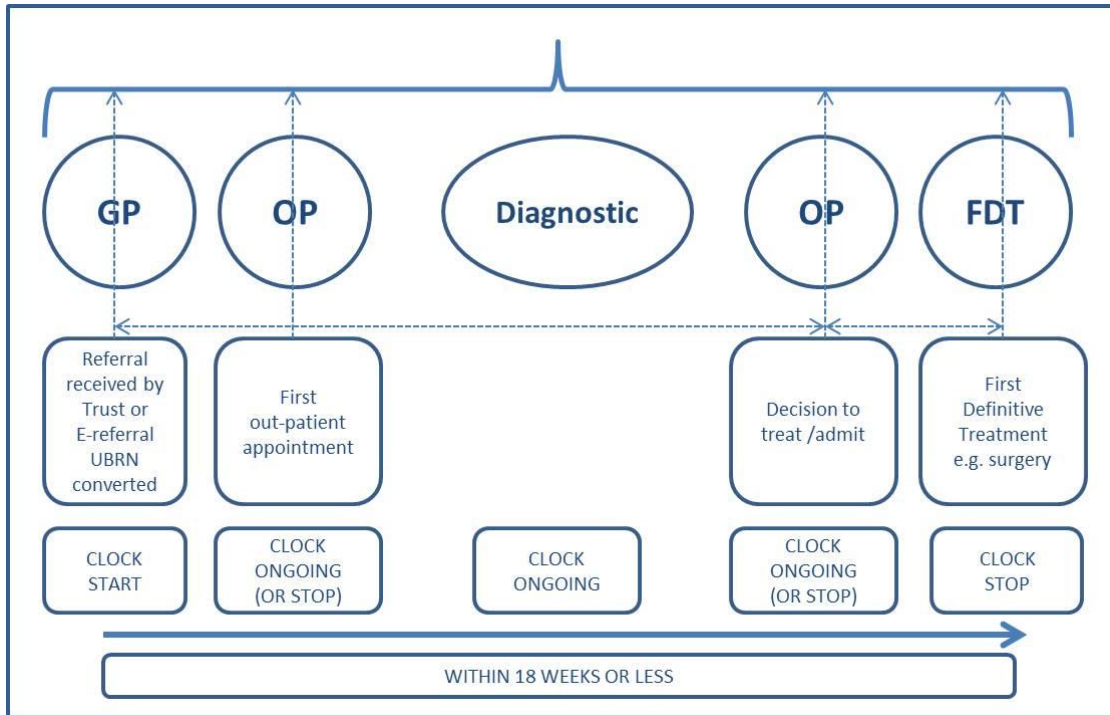 GP
OP
Diagnostic
OP
FDT
Referral
received by
Trust or
E-referral
UBRN
converted
First
out-patient
appointment
Decision to
treat /admit
First
Definitive
Treatment
e.g. surgery
CLOCK
START
CLOCK
ONGOING
(OR STOP)
CLOCK
ONGOING
CLOCK
ONGOING
(OR STOP)
CLOCK
STOP
WITHIN 18 WEEKS OR LESS